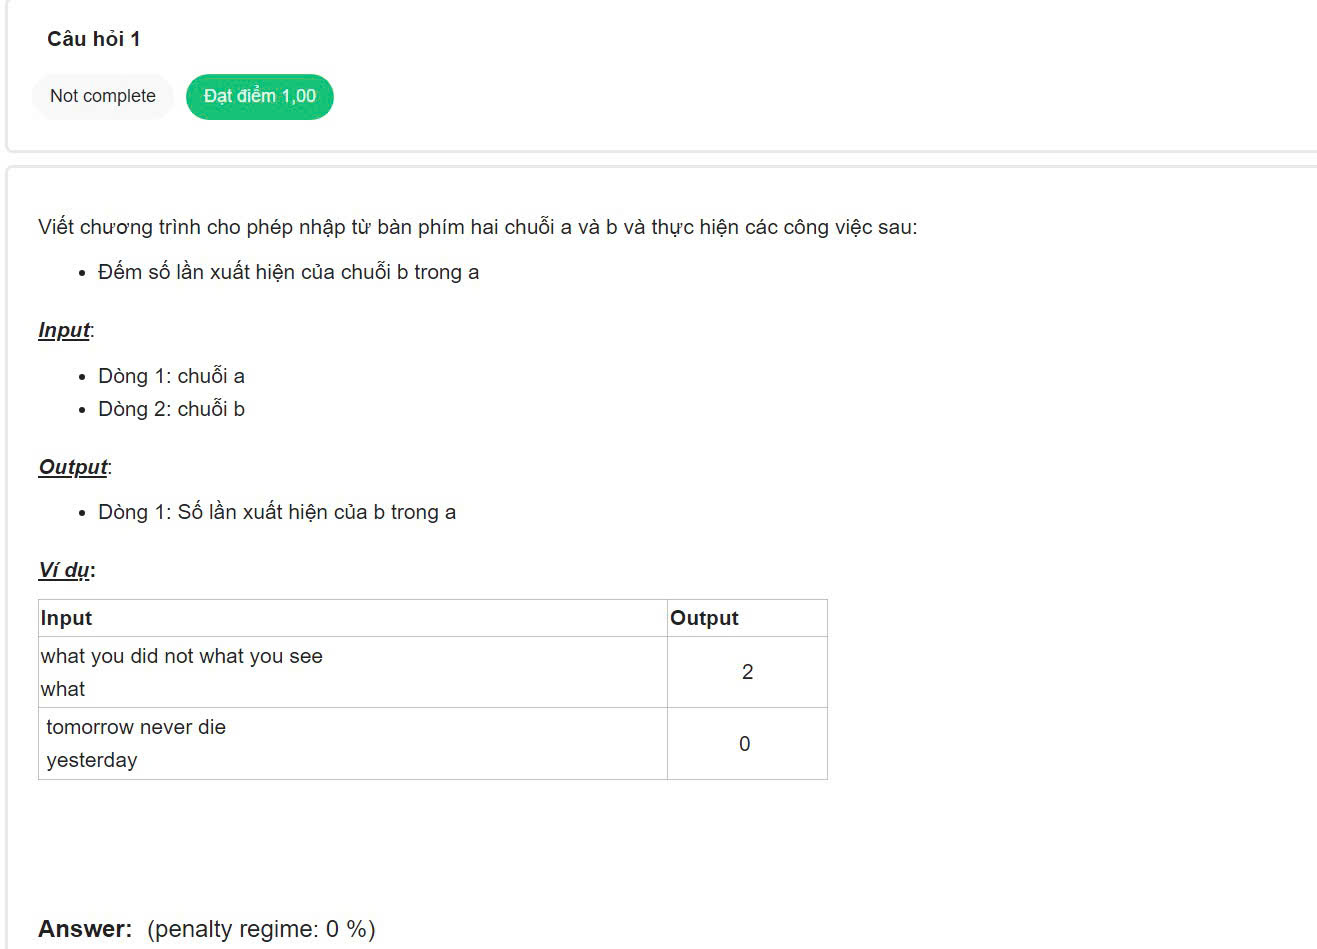 Câu hỏi 1
Not complete
Đạt điểm 1,00
Viết chương trình cho phép nhập từ bàn phím hai chuỗi a và b và thực hiện các công việc sau:
Đếm số lần xuất hiện của chuỗi b trong a
Input:
Dòng 1: chuỗi a
Dòng 2: chuỗi b
Output:
Dòng 1: Số lần xuất hiện của b trong a
Ví dụ:
Input Output
what you did not what you see
what
2
tomorrow never die
yesterday
0
Answer: (penalty regime: 0 %)